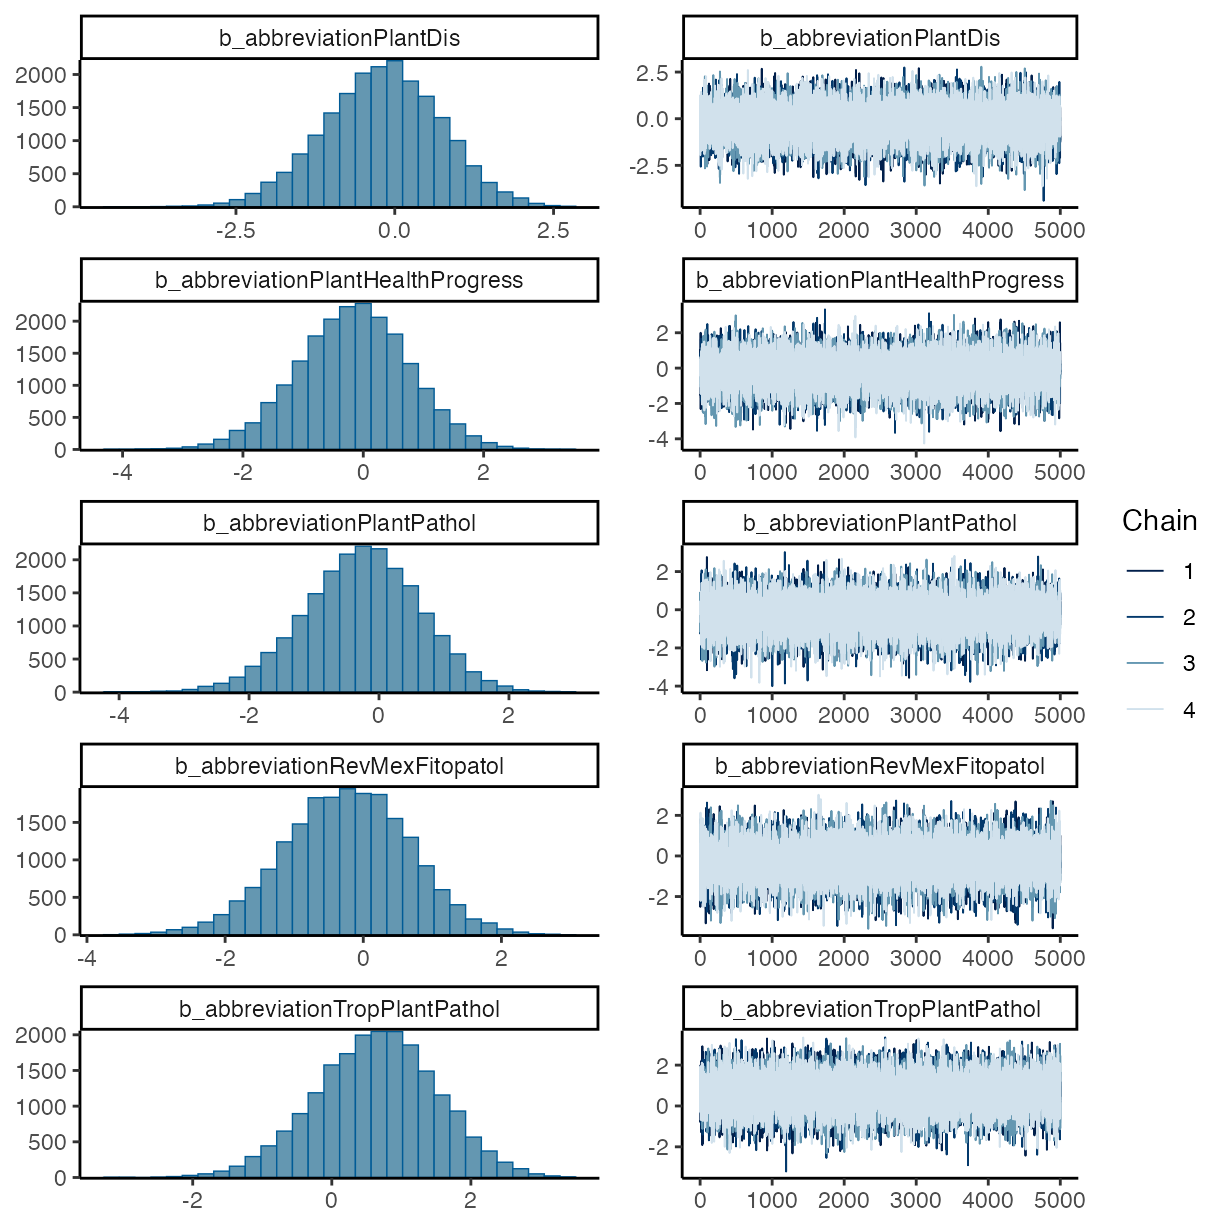 b_abbreviationPlantDis
b_abbreviationPlantDis
2000
1500
1000
500
0
-2.5 0.0 2.5
2.5
0.0
-2.5
0 1000 2000 3000 4000 5000
b_abbreviationPlantHealthProgress
b_abbreviationPlantHealthProgress
2000
1500
1000
500
0
-4 -2 0 2
2
0
-2
-4
0 1000 2000 3000 4000 5000
b_abbreviationPlantPathol
b_abbreviationPlantPathol
2000
1500
1000
500
0
-4 -2 0 2
2
0
-2
-4
0 1000 2000 3000 4000 5000
b_abbreviationRevMexFitopatol
b_abbreviationRevMexFitopatol
1500
1000
500
0
-4 -2 0 2
2
0
-2
0 1000 2000 3000 4000 5000
b_abbreviationTropPlantPathol
b_abbreviationTropPlantPathol
2000
1500
1000
500
0
-2 0 2
2
0
-2
0 1000 2000 3000 4000 5000
Chain
1
2
3
4